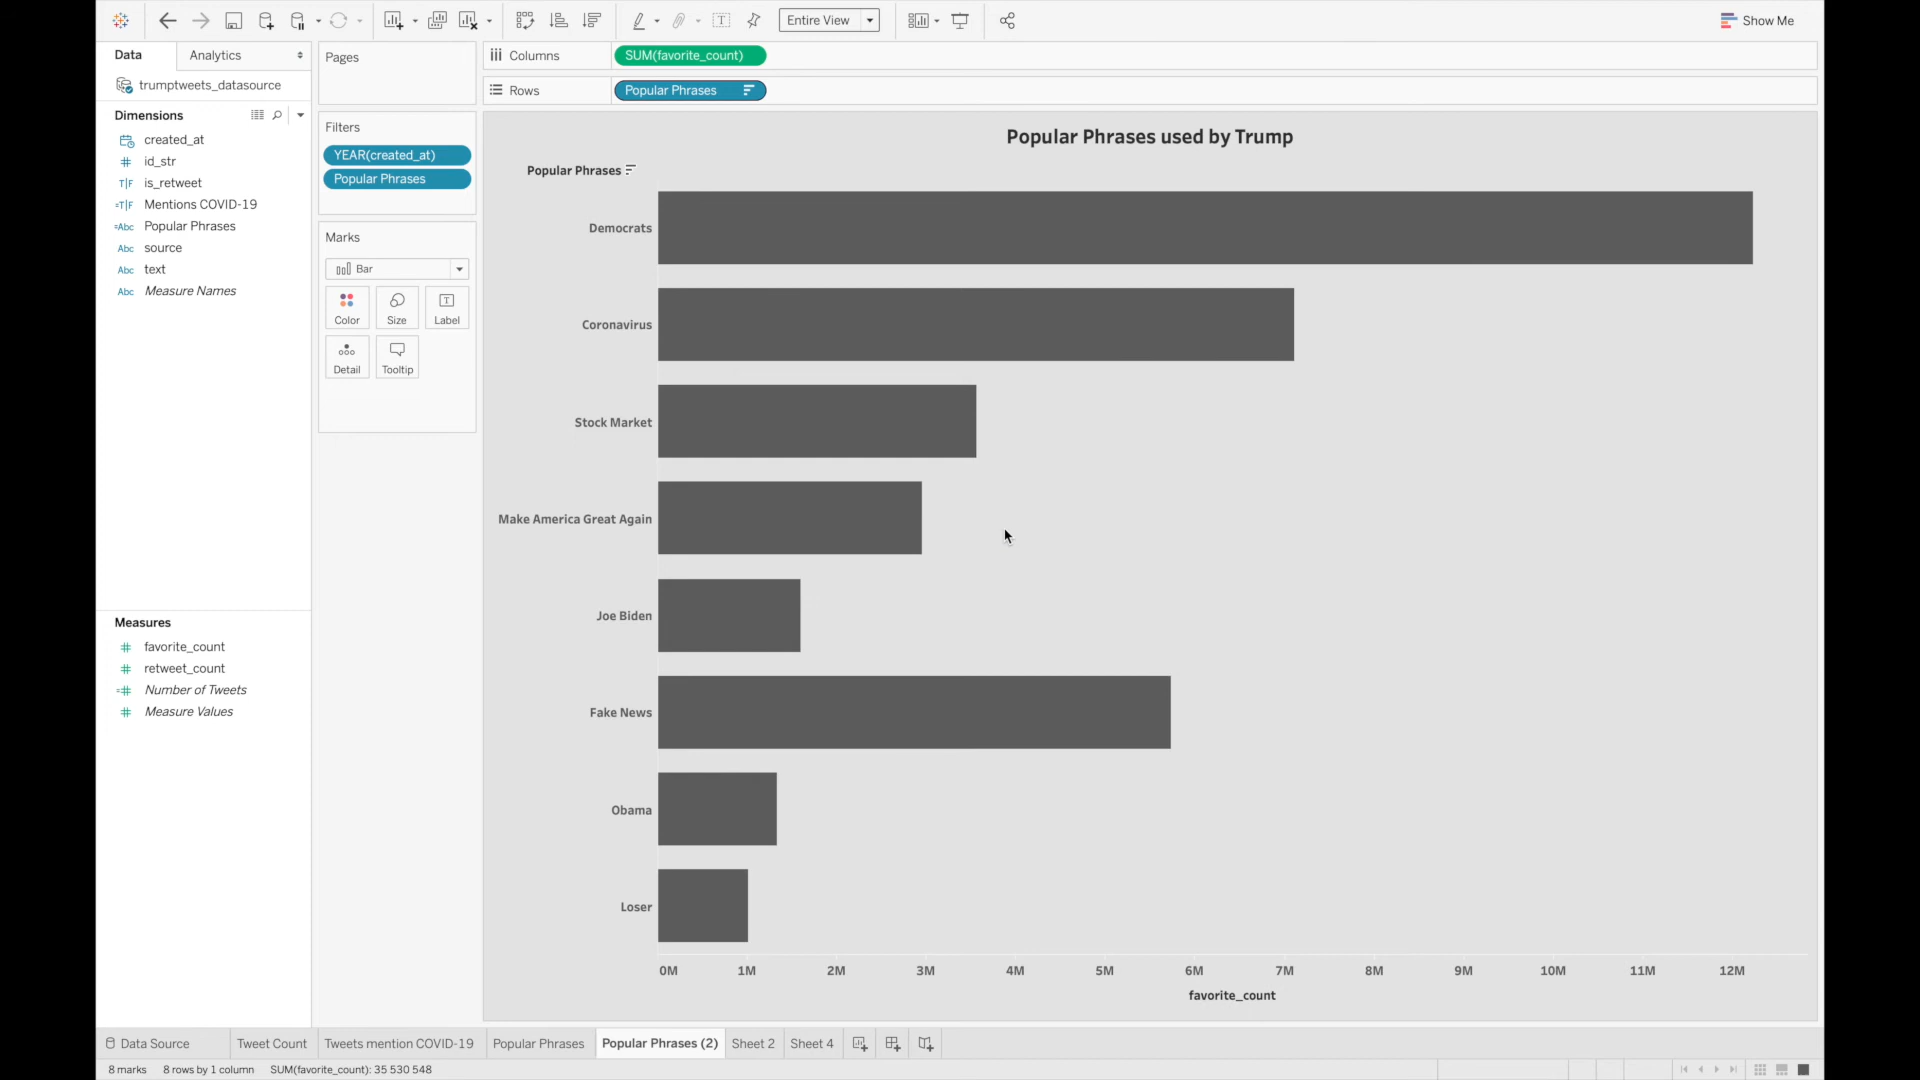 Entire View
Show Me
Data
Analytics
trumptweets_datasource
Dimensions
created_at
id_str
T|F is_retweet
=T|F Mentions COVID-19
=Abc Popular Phrases
Abc source
Abc text
Abc Measure Names
Measures
favorite_count
retweet_count
Number of Tweets
Measure Values
Pages
Filters
YEAR(created_at)
Popular Phrases
Marks
Bar
Color
Size
Label
Detail
Tooltip
Columns
SUM(favorite_count)
Rows
Popular Phrases
Popular Phrases used by Trump
Popular Phrases
Democrats
Coronavirus
Stock Market
Make America Great Again
Joe Biden
Fake News
Obama
Loser
0M 1M 2M 3M 4M 5M 6M 7M 8M 9M 10M 11M 12M
favorite_count
Data Source
Tweet Count
Tweets mention COVID-19
Popular Phrases
Popular Phrases (2)
Sheet 2
Sheet 4
8 marks 8 rows by 1 column SUM(favorite_count): 35 530 548